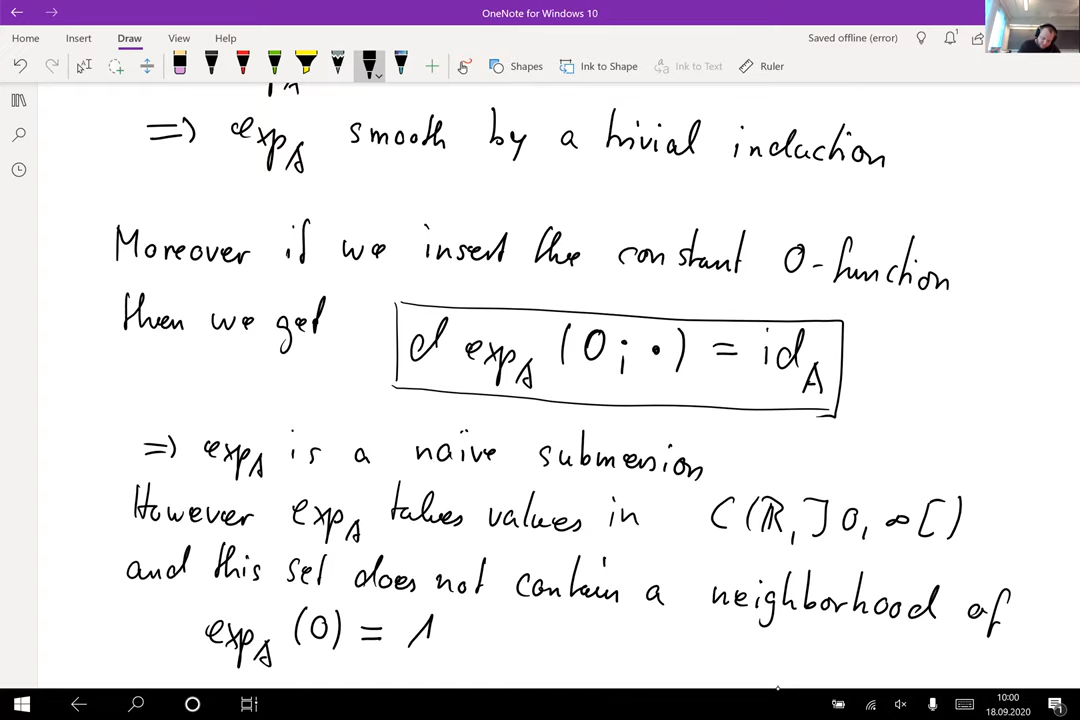 OneNote for Windows 10
Home Insert Draw View Help Saved offline (error)
Shapes Ink to Shape Ink to Text Ruler
=> exp_A smooth by a trivial induction
Moreover if we insert the constant 0-function
then we get d exp_A (0; •) = id_A
=> exp_A is a naïve submersion
However exp_A takes values in C(ℝ, ]0, ∞[)
and this set does not contain a neighborhood of
exp_A (0) = 1
10:00
18.09.2020